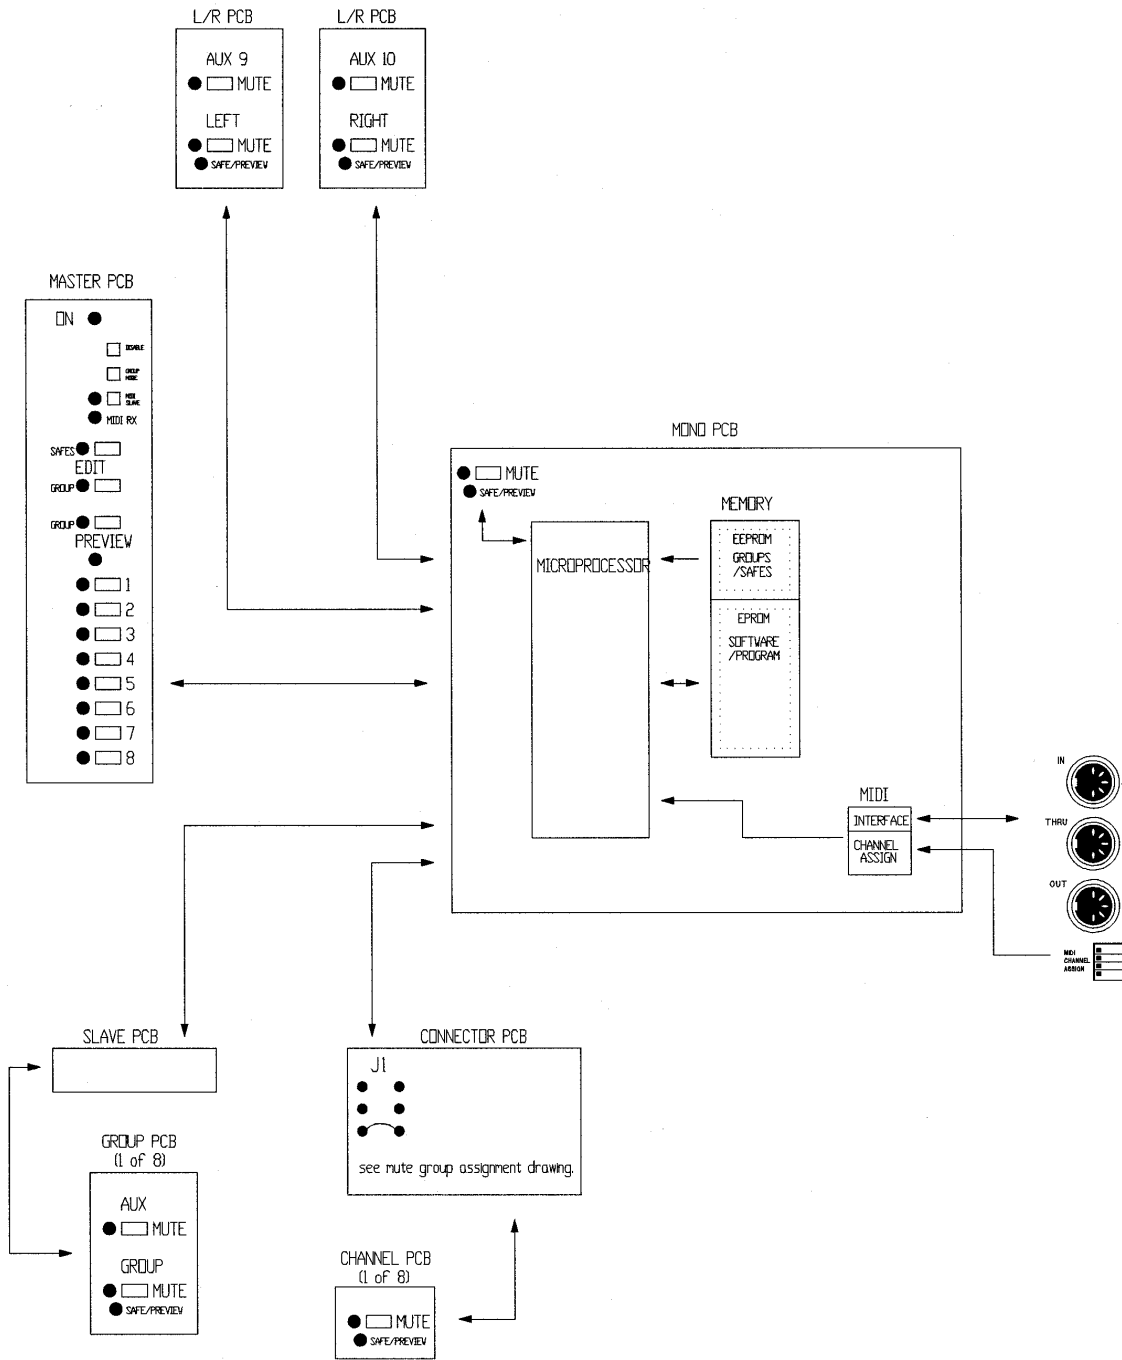 L/R PCB
L/R PCB
AUX 9
MUTE
LEFT
MUTE
SAFE/PREVIEW
AUX 10
MUTE
RIGHT
MUTE
SAFE/PREVIEW
MASTER PCB
ON
DISABLE
GROUP
MODE
MIDI
SLAVE
MIDI RX
SAFES
EDIT
GROUP
GROUP
PREVIEW
1
2
3
4
5
6
7
8
MONO PCB
MUTE
SAFE/PREVIEW
MICROPROCESSOR
MEMORY
EEPROM
GROUPS
/SAFES
EPROM
SOFTWARE
/PROGRAM
MIDI
INTERFACE
CHANNEL
ASSIGN
IN
THRU
OUT
MIDI
CHANNEL
ASSIGN
SLAVE PCB
GROUP PCB
(1 of 8)
AUX
MUTE
GROUP
MUTE
SAFE/PREVIEW
CONNECTOR PCB
J1
see mute group assignment drawing.
CHANNEL PCB
(1 of 8)
MUTE
SAFE/PREVIEW